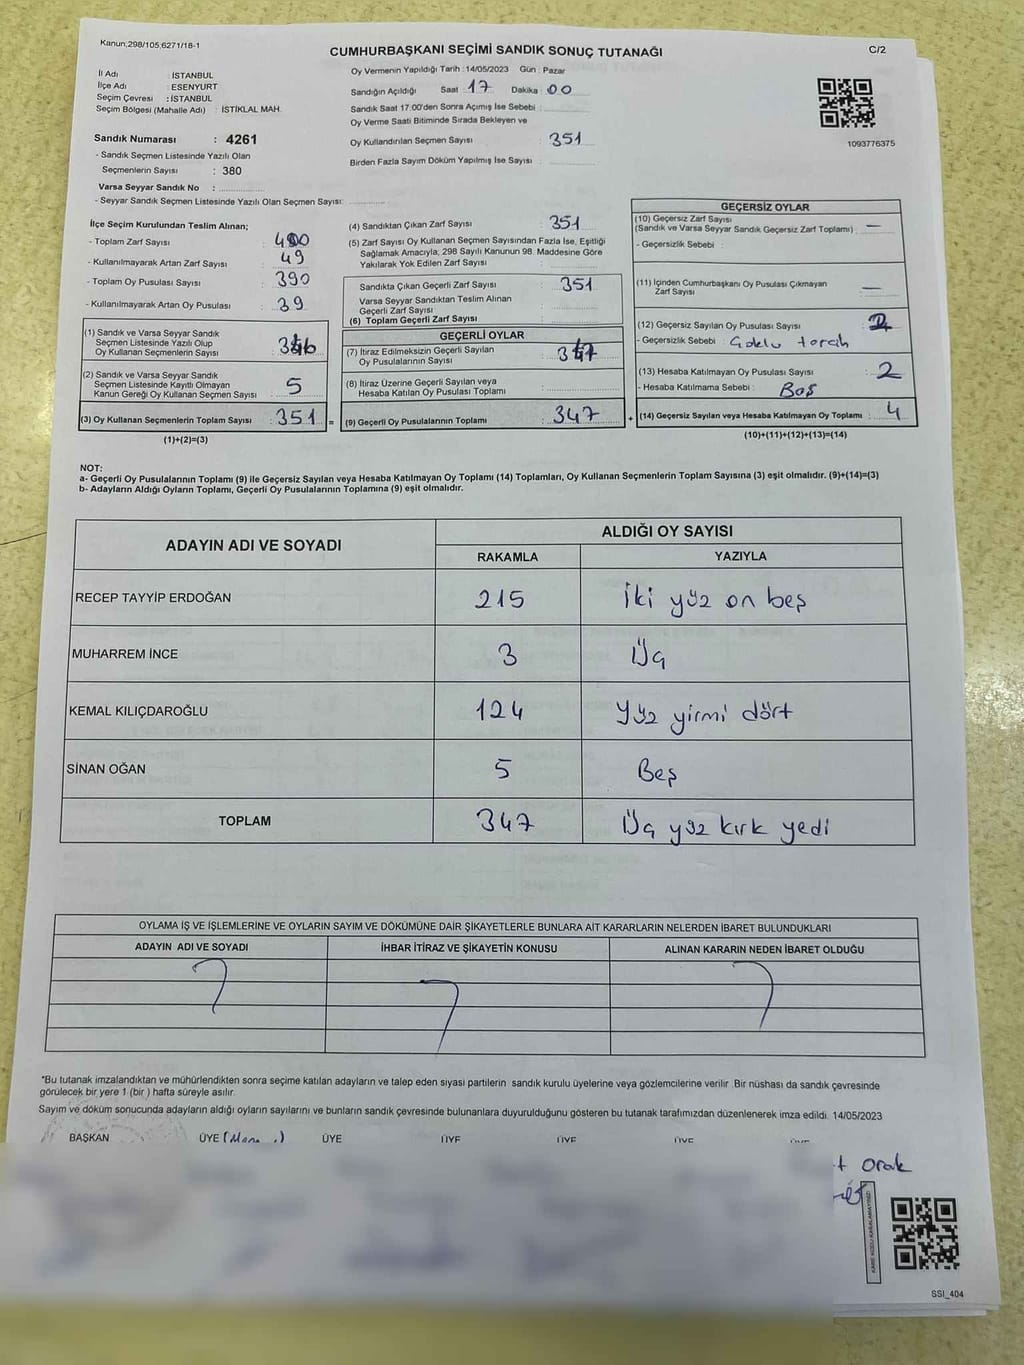 Kanun;298/105;6271/18-1
CUMHURBAŞKANI SEÇİMİ SANDIK SONUÇ TUTANAĞI
C/2
İl Adı : İSTANBUL
İlçe Adı : ESENYURT
Seçim Çevresi : İSTANBUL
Seçim Bölgesi (Mahalle Adı) : İSTİKLAL MAH.
Sandık Numarası : 4261
- Sandık Seçmen Listesinde Yazılı Olan
Seçmenlerin Sayısı : 380
Varsa Seyyar Sandık No :
- Seyyar Sandık Seçmen Listesinde Yazılı Olan Seçmen Sayısı:
Oy Vermenin Yapıldığı Tarih : 14/05/2023 Gün : Pazar
Sandığın Açıldığı Saat : 17 Dakika : 00
Sandık Saat 17:00'den Sonra Açımış İse Sebebi :
Oy Verme Saati Bitiminde Sırada Bekleyen ve
Oy Kullandırılan Seçmen Sayısı : 351
Birden Fazla Sayım Döküm Yapılmış İse Sayısı :
1093776375
İlçe Seçim Kurulundan Teslim Alınan;
- Toplam Zarf Sayısı : 400
- Kullanılmayarak Artan Zarf Sayısı : 49
- Toplam Oy Pusulası Sayısı : 390
- Kullanılmayarak Artan Oy Pusulası : 39
(1) Sandık ve Varsa Seyyar Sandık
Seçmen Listesinde Yazılı Olup
Oy Kullanan Seçmenlerin Sayısı : 346
(2) Sandık ve Varsa Seyyar Sandık
Seçmen Listesinde Kayıtlı Olmayan
Kanun Gereği Oy Kullanan Seçmen Sayısı : 5
(3) Oy Kullanan Seçmenlerin Toplam Sayısı : 351 =
(1)+(2)=(3)
(4) Sandıktan Çıkan Zarf Sayısı : 351
(5) Zarf Sayısı Oy Kullanan Seçmen Sayısından Fazla İse, Eşitliği
Sağlamak Amacıyla; 298 Sayılı Kanunun 98. Maddesine Göre
Yakılarak Yok Edilen Zarf Sayısı :
Sandıkta Çıkan Geçerli Zarf Sayısı : 351
Varsa Seyyar Sandıktan Teslim Alınan
Geçerli Zarf Sayısı :
(6) Toplam Geçerli Zarf Sayısı :
GEÇERLİ OYLAR
(7) İtiraz Edilmeksizin Geçerli Sayılan
Oy Pusulalarının Sayısı : 347
(8) İtiraz Üzerine Geçerli Sayılan veya
Hesaba Katılan Oy Pusulası Toplamı :
(9) Geçerli Oy Pusulalarının Toplamı : 347 +
GEÇERSİZ OYLAR
(10) Geçersiz Zarf Sayısı
(Sandık ve Varsa Seyyar Sandık Geçersiz Zarf Toplamı) : —
- Geçersizlik Sebebi :
(11) İçinden Cumhurbaşkanı Oy Pusulası Çıkmayan
Zarf Sayısı : —
(12) Geçersiz Sayılan Oy Pusulası Sayısı : 2
- Geçersizlik Sebebi : Çoklu tercih
(13) Hesaba Katılmayan Oy Pusulası Sayısı : 2
- Hesaba Katılmama Sebebi : Boş
(14) Geçersiz Sayılan veya Hesaba Katılmayan Oy Toplamı : 4
(10)+(11)+(12)+(13)=(14)
NOT:
a- Geçerli Oy Pusulalarının Toplamı (9) ile Geçersiz Sayılan veya Hesaba Katılmayan Oy Toplamı (14) Toplamları, Oy Kullanan Seçmenlerin Toplam Sayısına (3) eşit olmalıdır. (9)+(14)=(3)
b- Adayların Aldığı Oyların Toplamı, Geçerli Oy Pusulalarının Toplamına (9) eşit olmalıdır.
ADAYIN ADI VE SOYADI
ALDIĞI OY SAYISI
RAKAMLA YAZIYLA
RECEP TAYYİP ERDOĞAN 215 İki yüz on beş
MUHARREM İNCE 3 Üç
KEMAL KILIÇDAROĞLU 124 Yüz yirmi dört
SİNAN OĞAN 5 Beş
TOPLAM 347 Üç yüz kırk yedi
OYLAMA İŞ VE İŞLEMLERİNE VE OYLARIN SAYIM VE DÖKÜMÜNE DAİR ŞİKAYETLERLE BUNLARA AİT KARARLARIN NELERDEN İBARET BULUNDUKLARI
ADAYIN ADI VE SOYADI İHBAR İTİRAZ VE ŞİKAYETİN KONUSU ALINAN KARARIN NEDEN İBARET OLDUĞU
*Bu tutanak imzalandıktan ve mühürlendikten sonra seçime katılan adayların ve talep eden siyasi partilerin sandık kurulu üyelerine veya gözlemcilerine verilir. Bir nüshası da sandık çevresinde
görülecek bir yere 1 (bir) hafta süreyle asılır.
Sayım ve döküm sonucunda adayların aldığı oyların sayılarını ve bunların sandık çevresinde bulunanlara duyurulduğunu gösteren bu tutanak tarafımızdan düzenlenerek imza edildi. 14/05/2023
BAŞKAN ÜYE ÜYE ÜYE ÜYE ÜYE
orak
KARE KODU KARALAMAYINIZ!
SSI_404